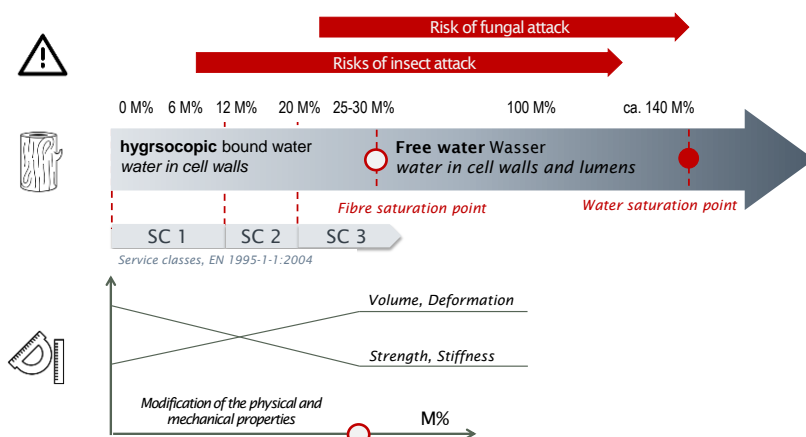 Risk of fungal attack
Risks of insect attack
0 M% 6 M% 12 M% 20 M% 25-30 M% 100 M% ca. 140 M%
hygrsocopic bound water
water in cell walls
Free water Wasser
water in cell walls and lumens
Fibre saturation point
Water saturation point
SC 1 SC 2 SC 3
Service classes, EN 1995-1-1:2004
Volume, Deformation
Strength, Stiffness
Modification of the physical and
mechanical properties
M%